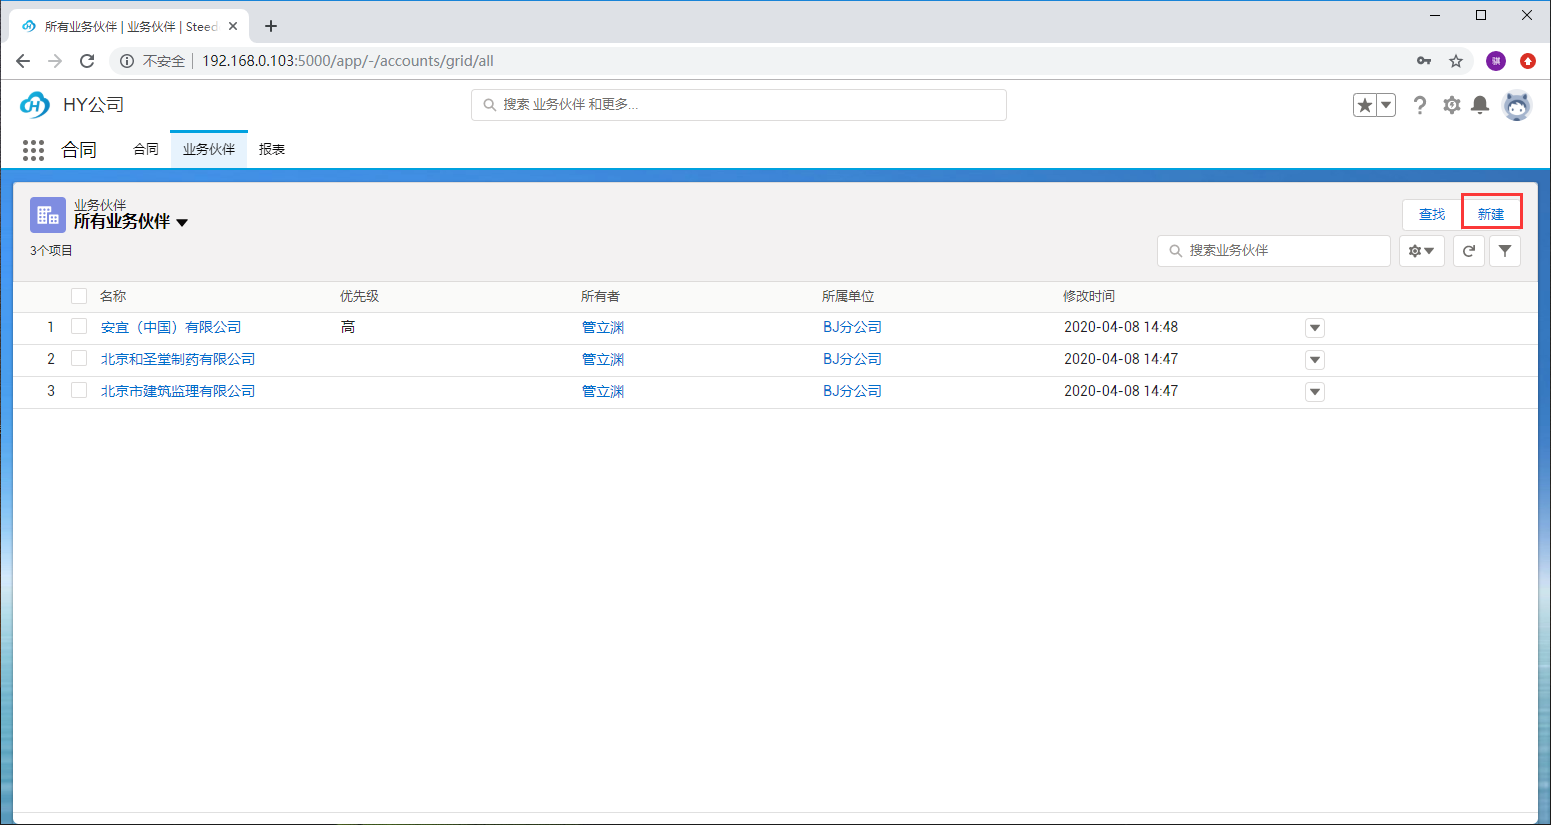 所有业务伙伴 | 业务伙伴 | Steed
不安全 192.168.0.103:5000/app/-/accounts/grid/all
HY公司
搜索 业务伙伴 和更多...
合同 合同 业务伙伴 报表
业务伙伴
所有业务伙伴
查找 新建
3个项目
搜索业务伙伴
名称 优先级 所有者 所属单位 修改时间
1 安宜（中国）有限公司 高 管立渊 BJ分公司 2020-04-08 14:48
2 北京和圣堂制药有限公司 管立渊 BJ分公司 2020-04-08 14:47
3 北京市建筑监理有限公司 管立渊 BJ分公司 2020-04-08 14:47